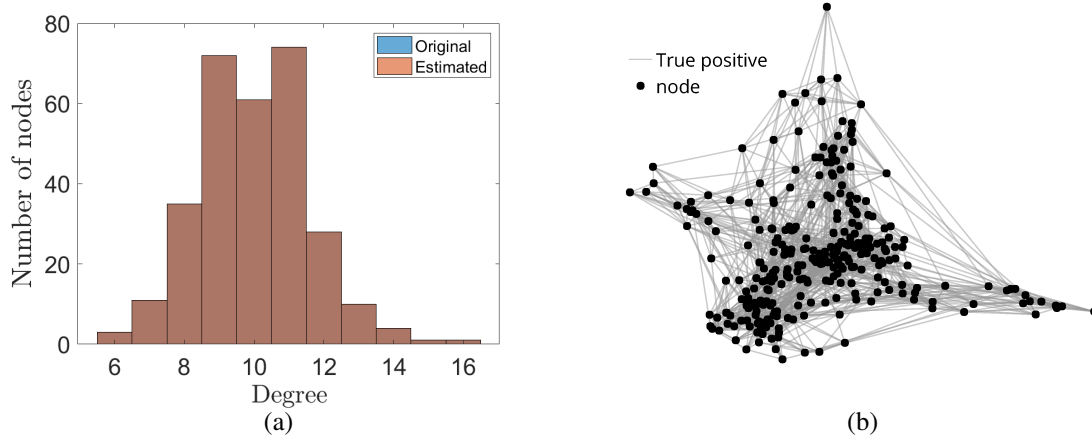 80
60
40
20
0
Number of nodes
Original
Estimated
6 8 10 12 14 16
Degree
(a)
True positive
node
(b)